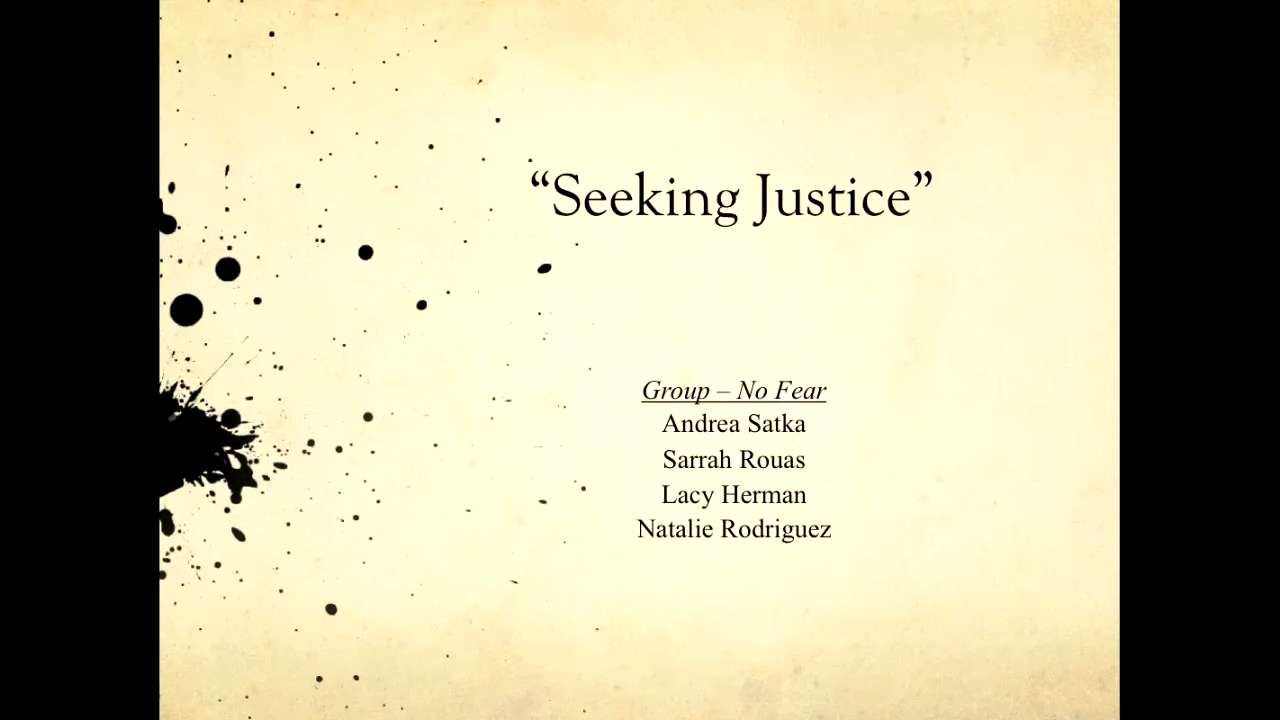 “Seeking Justice”
Group – No Fear
Andrea Satka
Sarrah Rouas
Lacy Herman
Natalie Rodriguez